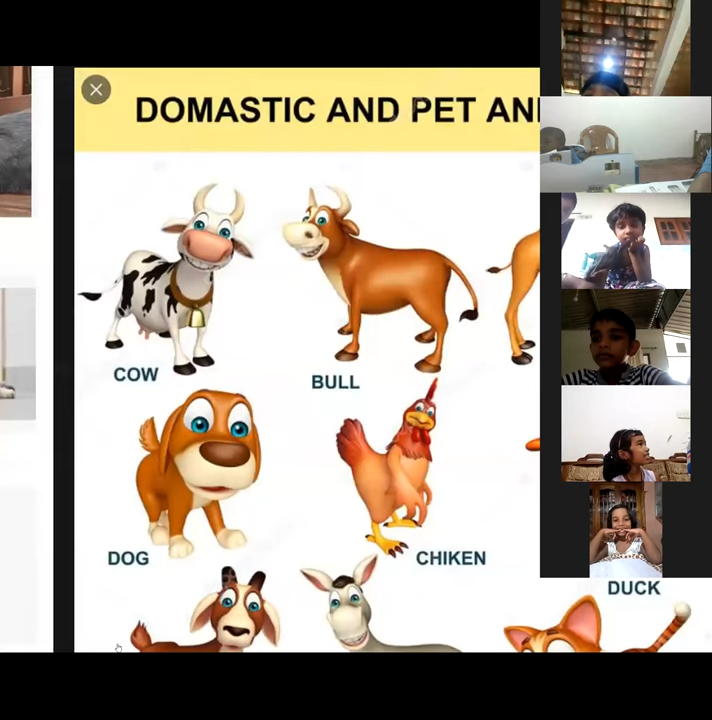 DOMASTIC AND PET AN
COW
BULL
DOG
CHIKEN
DUCK